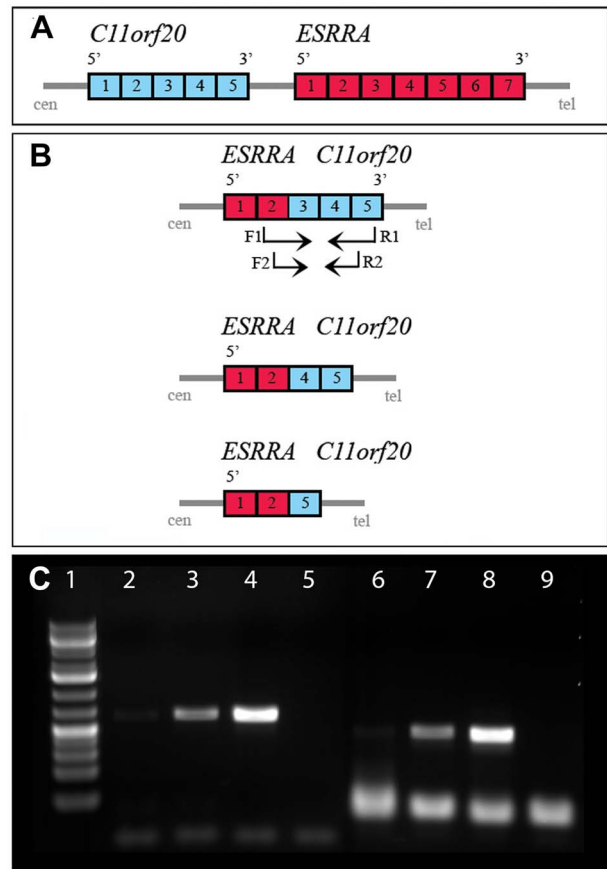 A
C11orf20 ESRRA
5’ 3’ 5’ 3’
1 2 3 4 5 1 2 3 4 5 6 7
cen tel
B
ESRRA C11orf20
5’ 3’
1 2 3 4 5
cen tel
F1 R1
F2 R2
ESRRA C11orf20
5’
1 2 4 5
cen tel
ESRRA C11orf20
5’
1 2 5
cen tel
C 1 2 3 4 5 6 7 8 9